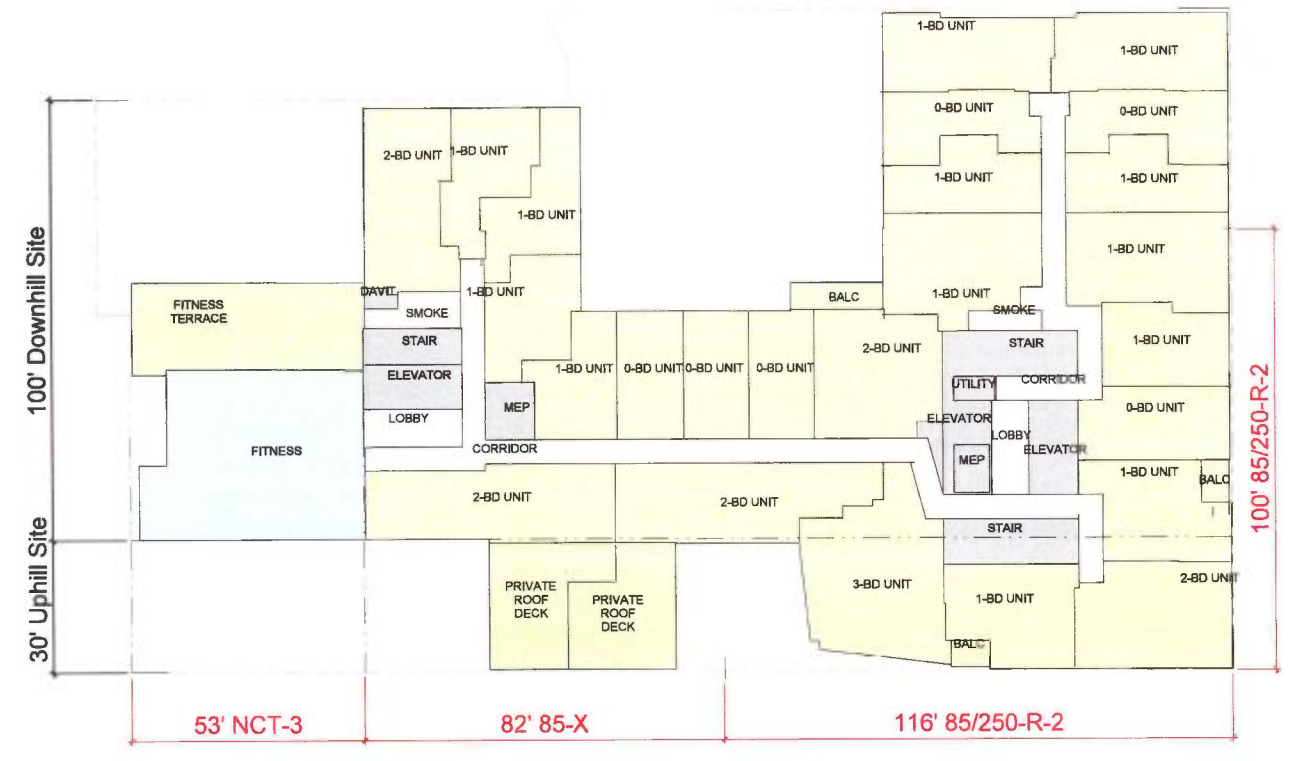 1-BD UNIT
1-BD UNIT
0-BD UNIT
0-BD UNIT
2-BD UNIT
1-BD UNIT
1-BD UNIT
1-BD UNIT
1-BD UNIT
1-BD UNIT
1-BD UNIT
DAVIT
1-BD UNIT
BALC
1-BD UNIT
FITNESS
TERRACE
SMOKE
SMOKE
STAIR
2-BD UNIT
STAIR
1-BD UNIT
ELEVATOR
1-BD UNIT
0-BD UNIT
0-BD UNIT
0-BD UNIT
UTILITY
CORRIDOR
MEP
LOBBY
ELEVATOR
0-BD UNIT
LOBBY
FITNESS
CORRIDOR
MEP
ELEVATOR
1-BD UNIT
BALC
2-BD UNIT
2-BD UNIT
STAIR
PRIVATE
ROOF
DECK
PRIVATE
ROOF
DECK
3-BD UNIT
1-BD UNIT
2-BD UNIT
BALC
100' Downhill Site
30' Uphill Site
100' 85/250-R-2
53' NCT-3
82' 85-X
116' 85/250-R-2